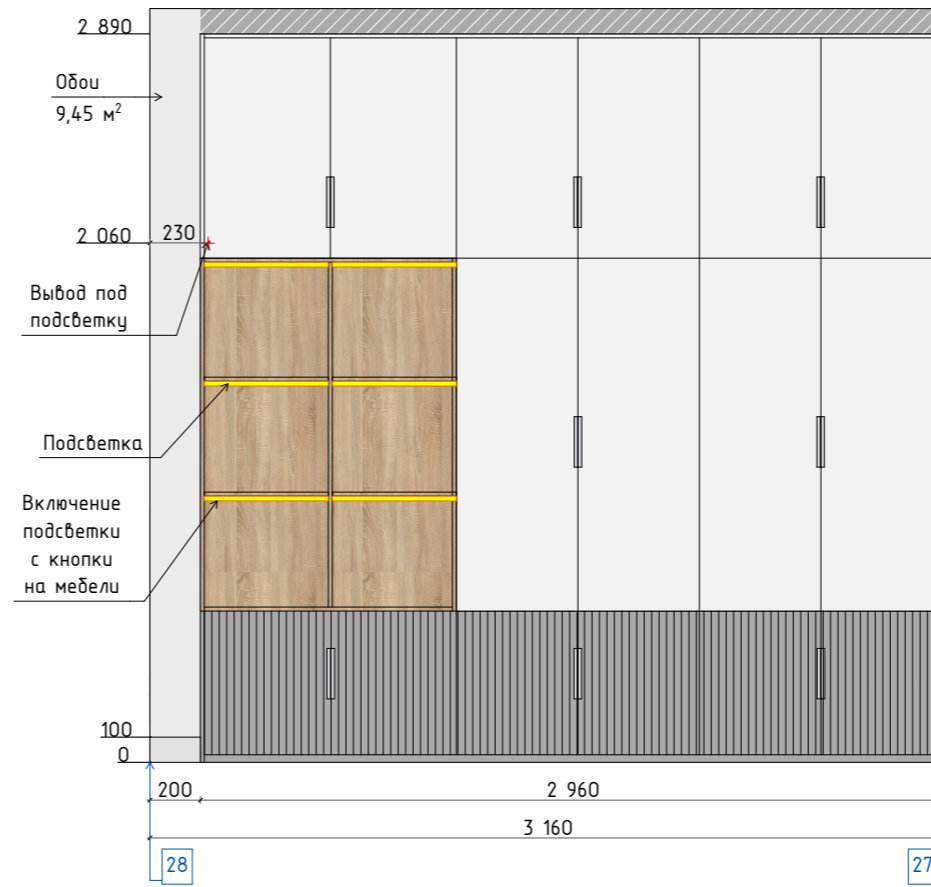 2 890
Обои
9,45 м²
2 060
230
Вывод под
подсветку
Подсветка
Включение
подсветки
с кнопки
на мебели
100
0
200
2 960
3 160
28
27